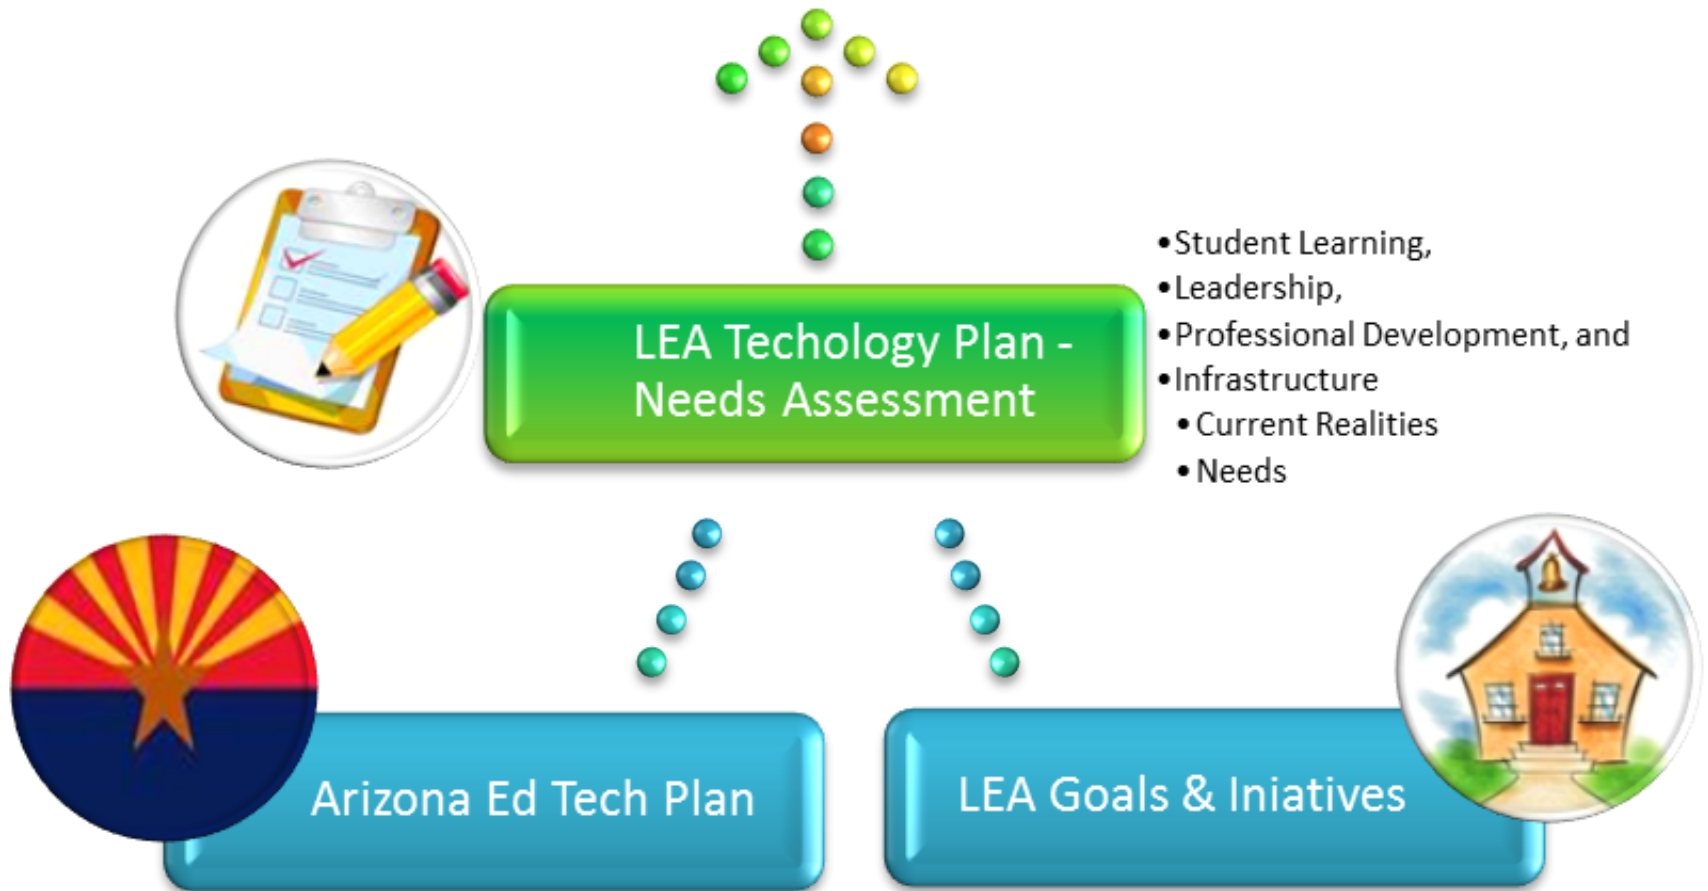 LEA Techology Plan -
Needs Assessment
•Student Learning,
•Leadership,
•Professional Development, and
•Infrastructure
•Current Realities
•Needs
Arizona Ed Tech Plan
LEA Goals & Iniatives